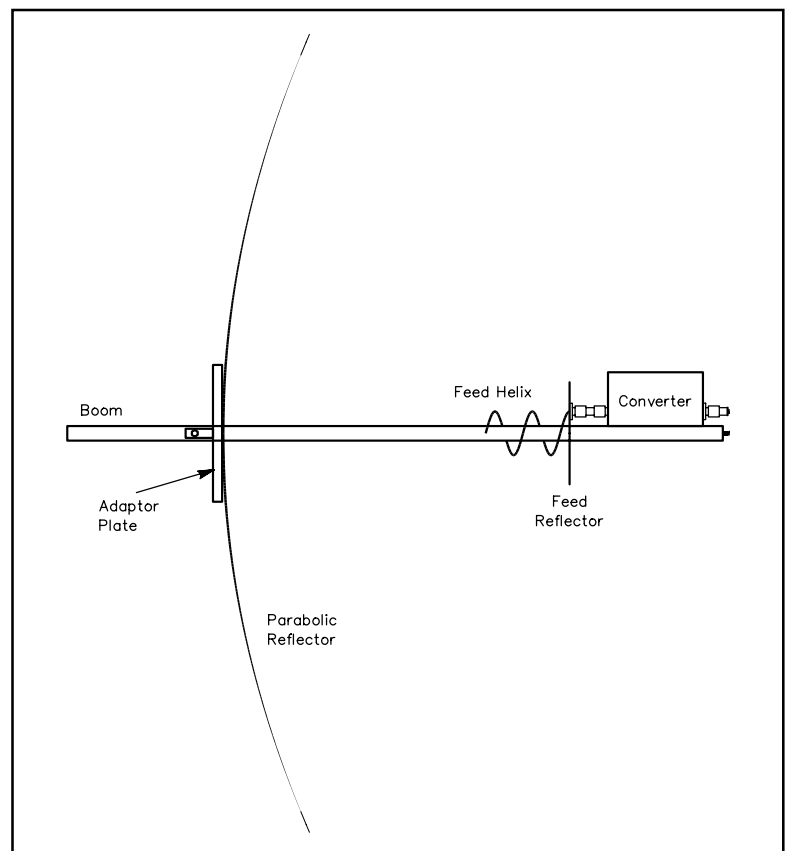 Boom
Feed Helix
Converter
Adaptor
Plate
Feed
Reflector
Parabolic
Reflector